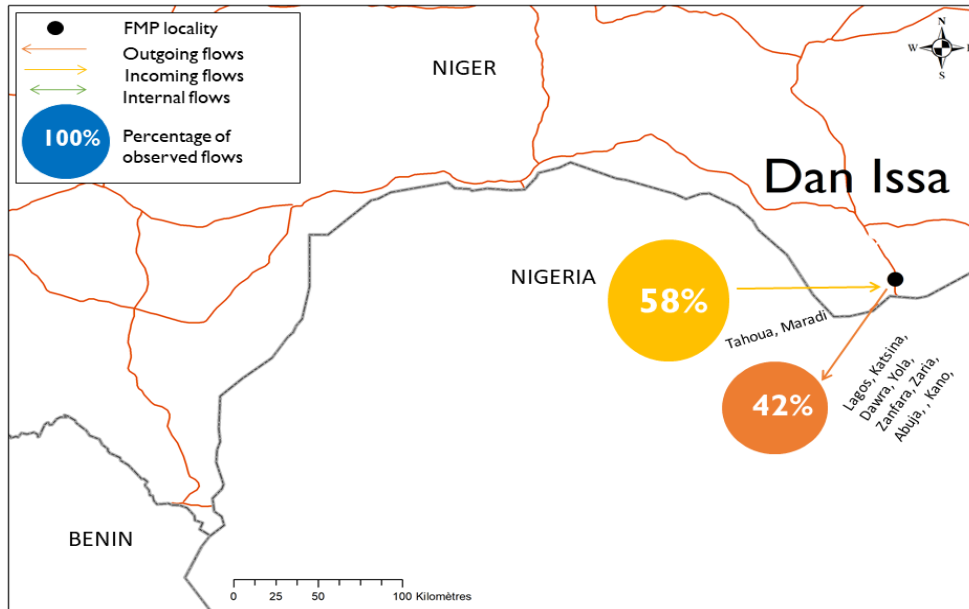 FMP locality
Outgoing flows
Incoming flows
Internal flows
100%
Percentage of
observed flows
N
W
S
NIGER
Dan Issa
NIGERIA
58%
Tahoua, Maradi
42%
Lagos, Katsina,
Dawra, Yola,
Zanfara, Zaria,
Abuja, , Kano,
BENIN
0 25 50 100 Kilomètres